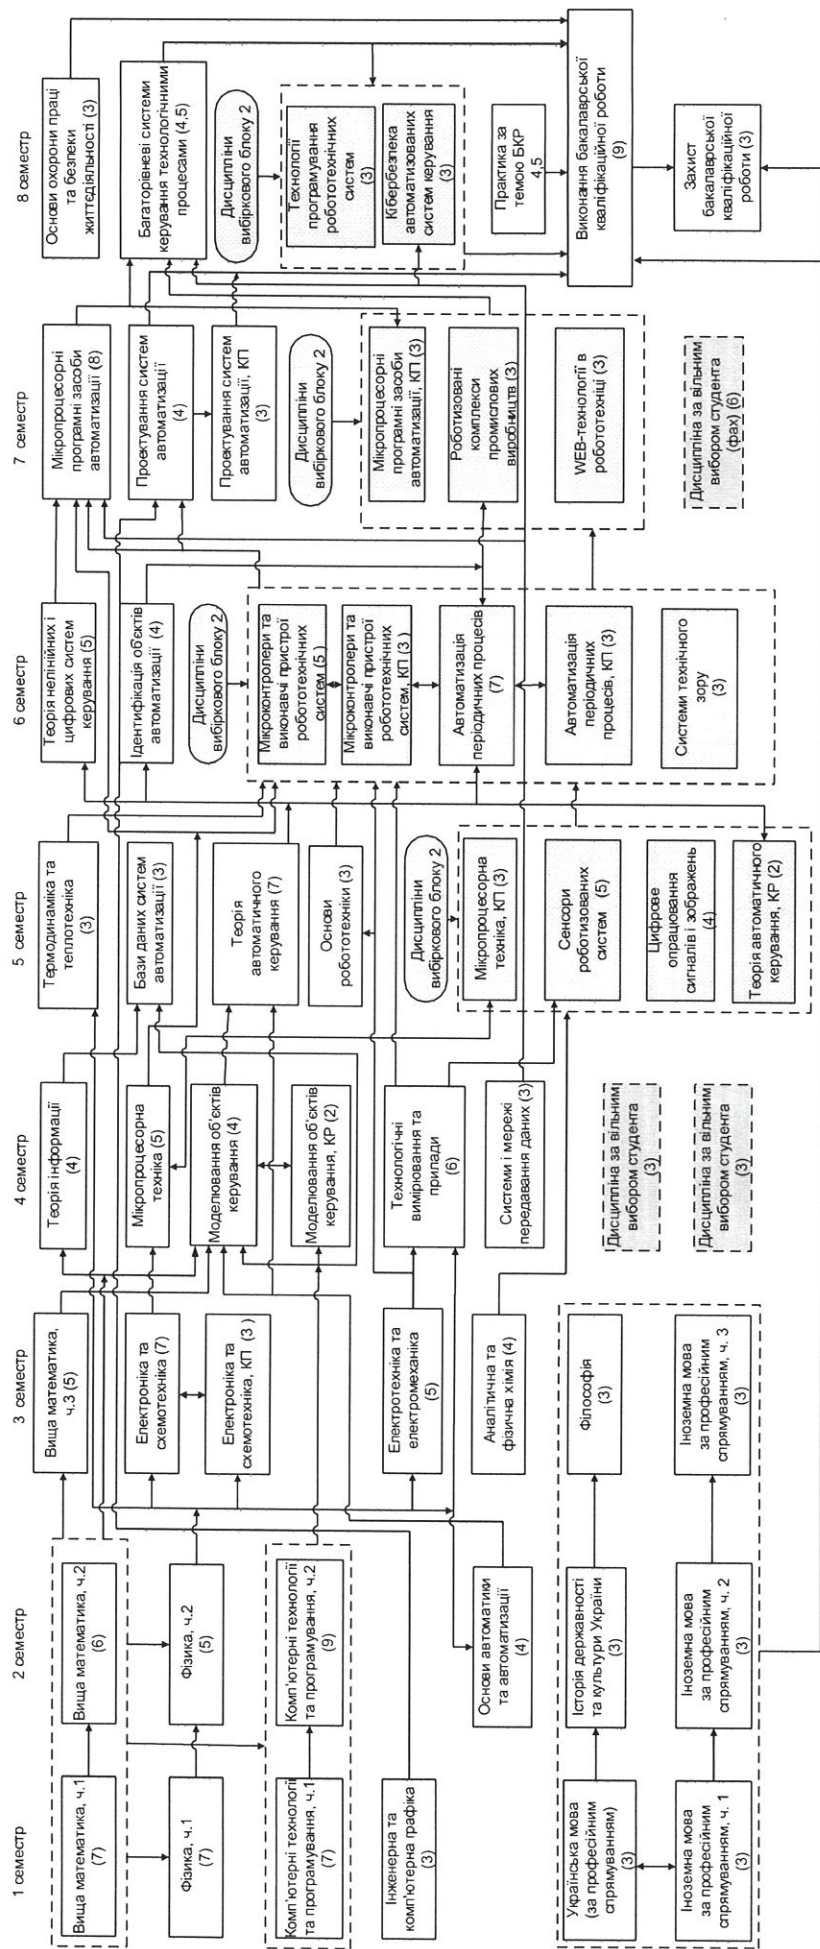 1 семестр
Вища математика, ч.1
(7)
Фізика, ч.1
(7)
Комп'ютерні технології
та програмування, ч.1
(7)
Інженерна та
комп'ютерна графіка
(3)
Українська мова
(за професійним
спрямуванням)
(3)
Іноземна мова
за професійним
спрямуванням, ч. 1
(3)
2 семестр
Вища математика, ч.2
(6)
Фізика, ч.2
(5)
Комп'ютерні технології
та програмування, ч.2
(9)
Основи автоматики
та автоматизації
(4)
Історія державності
та культури України
(3)
Іноземна мова
за професійним
спрямуванням, ч. 2
(3)
3 семестр
Вища математика,
ч.3 (5)
Електроніка та
схемотехніка (7)
Електроніка та
схемотехніка, КП (3 )
Електротехніка та
електромеханіка
(5)
Аналітична та
фізична хімія (4)
Філософія
(3)
Іноземна мова
за професійним
спрямуванням, ч. 3
(3)
4 семестр
Теорія інформації
(4)
Мікропроцесорна
техніка (5)
Моделювання об'єктів
керування (4)
Моделювання об'єктів
керування, КР (2)
Технологічні
вимірювання та
прилади
(6)
Системи і мережі
передавання даних (3)
Дисципліна за вільним
вибором студента
(3)
Дисципліна за вільним
вибором студента
(3)
5 семестр
Термодинаміка та
теплотехніка
(3)
Бази даних систем
автоматизації (3)
Теорія
автоматичного
керування (7)
Основи
робототехніки (3)
Дисципліни
вибіркового блоку 2
Мікропроцесорна
техніка, КП (3)
Сенсори
роботизованих
систем (5)
Цифрове
опрацювання
сигналів і зображень
(4)
Теорія автоматичного
керування, КР (2)
6 семестр
Теорія нелінійних і
цифрових систем
керування (5)
Ідентифікація об'єктів
автоматизації (4)
Дисципліни
вибіркового блоку 2
Мікроконтролери та
виконавчі пристрої
робототехнічних
систем (5 )
Мікроконтролери та
виконавчі пристрої
робототехнічних
систем, КП (3 )
Автоматизація
періодичних процесів
(7)
Автоматизація
періодичних
процесів, КП (3)
Системи технічного
зору
(3)
7 семестр
Мікропроцесорні
програмні засоби
автоматизації (8)
Проектування систем
автоматизації
(4)
Проектування систем
автоматизації, КП
(3)
Дисципліни
вибіркового блоку 2
Мікропроцесорні
програмні засоби
автоматизації, КП (3)
Роботизовані
комплекси
промислових
виробництв (3)
WEB-технології в
робототехніці (3)
Дисципліна за вільним
вибором студента
(фах) (6)
8 семестр
Основи охорони праці
та безпеки
життєдіяльності (3)
Багаторівневі системи
керування технологічними
процесами (4,5)
Дисципліни
вибіркового блоку 2
Технології
програмування
робототехнічних
систем
(3)
Кібербезпека
автоматизованих
систем керування
(3)
Практика за
темою БКР
4,5
Виконання бакалаврської
кваліфікаційної роботи
(9)
Захист
бакалаврської
кваліфікаційної
роботи (3)